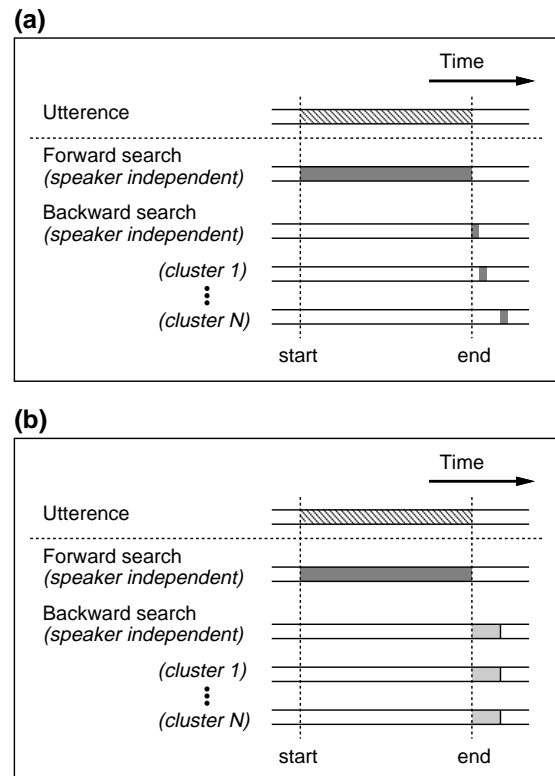 (a)
Time
Utterence
Forward search
(speaker independent)
Backward search
(speaker independent)
(cluster 1)
(cluster N)
start end
(b)
Time
Utterence
Forward search
(speaker independent)
Backward search
(speaker independent)
(cluster 1)
(cluster N)
start end